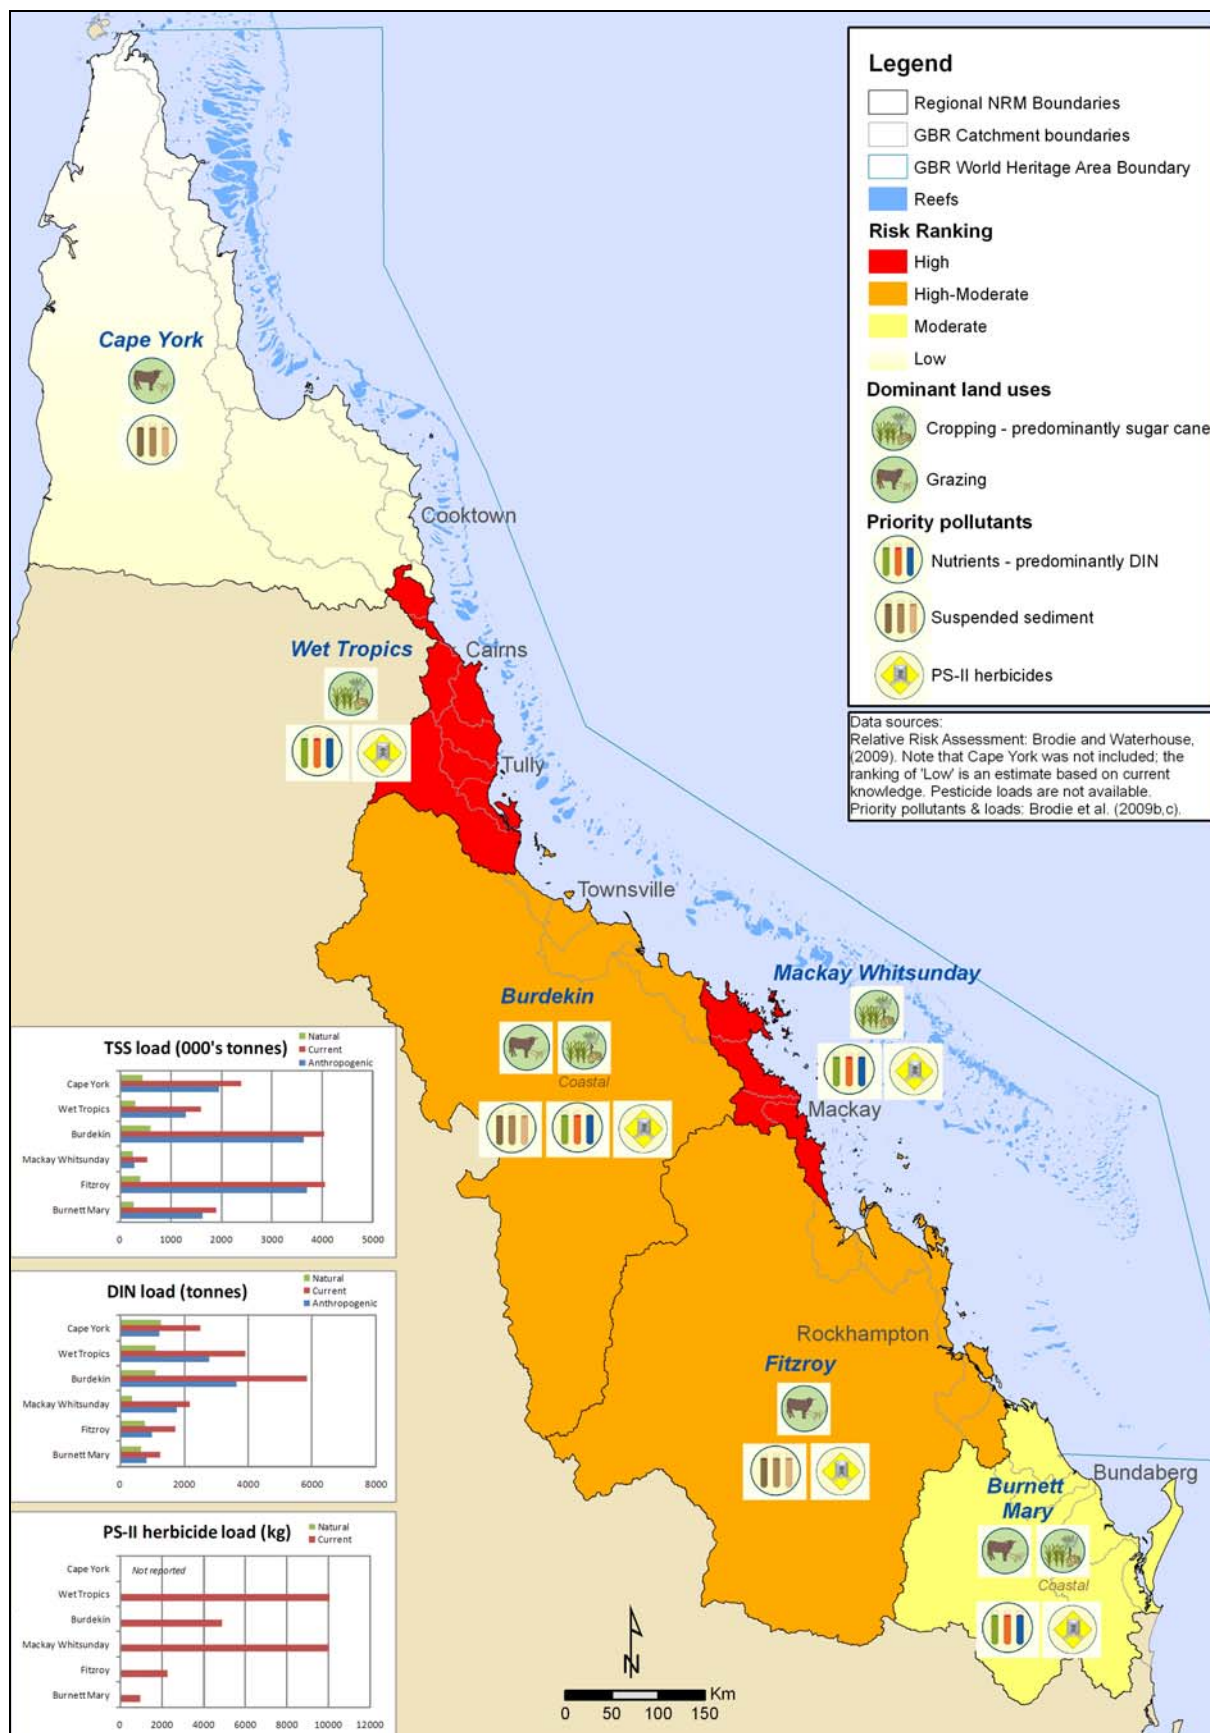 Legend
Regional NRM Boundaries
GBR Catchment boundaries
GBR World Heritage Area Boundary
Reefs
Risk Ranking
High
High-Moderate
Moderate
Low
Dominant land uses
Cropping - predominantly sugar cane
Grazing
Priority pollutants
Nutrients - predominantly DIN
Suspended sediment
PS-II herbicides
Data sources:
Relative Risk Assessment: Brodie and Waterhouse,
(2009). Note that Cape York was not included; the
ranking of 'Low' is an estimate based on current
knowledge. Pesticide loads are not available.
Priority pollutants & loads: Brodie et al. (2009b,c).
Cape York
Cooktown
Wet Tropics
Cairns
Tully
Townsville
Mackay Whitsunday
Burdekin
Coastal
Mackay
Rockhampton
Fitzroy
Bundaberg
Burnett
Mary
Coastal
TSS load (000's tonnes)
Natural
Current
Anthropogenic
Cape York
Wet Tropics
Burdekin
Mackay Whitsunday
Fitzroy
Burnett Mary
0 1000 2000 3000 4000 5000
DIN load (tonnes)
Natural
Current
Anthropogenic
Cape York
Wet Tropics
Burdekin
Mackay Whitsunday
Fitzroy
Burnett Mary
0 2000 4000 6000 8000
PS-II herbicide load (kg)
Natural
Current
Cape York Not reported
Wet Tropics
Burdekin
Mackay Whitsunday
Fitzroy
Burnett Mary
0 2000 4000 6000 8000 10000 12000
N
Km
0 50 100 150